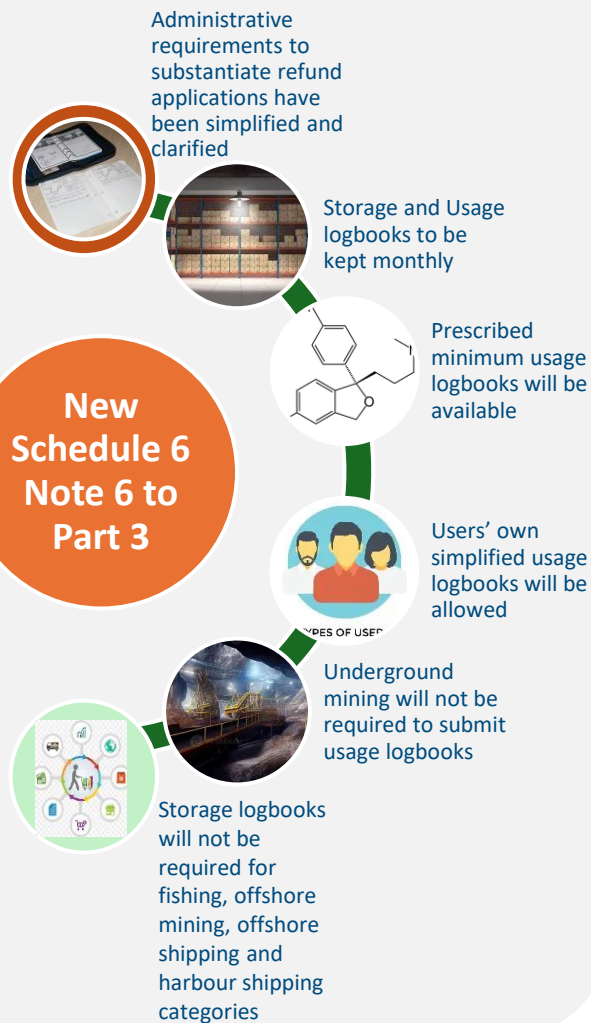 Administrative
requirements to
substantiate refund
applications have
been simplified and
clarified
Storage and Usage
logbooks to be
kept monthly
Prescribed
minimum usage
logbooks will be
available
O
New
Schedule 6
Note 6 to
Part 3
Users’ own
simplified usage
logbooks will be
allowed
YPES OF USER
Underground
mining will not be
required to submit
usage logbooks
Storage logbooks
will not be
required for
fishing, offshore
mining, offshore
shipping and
harbour shipping
categories